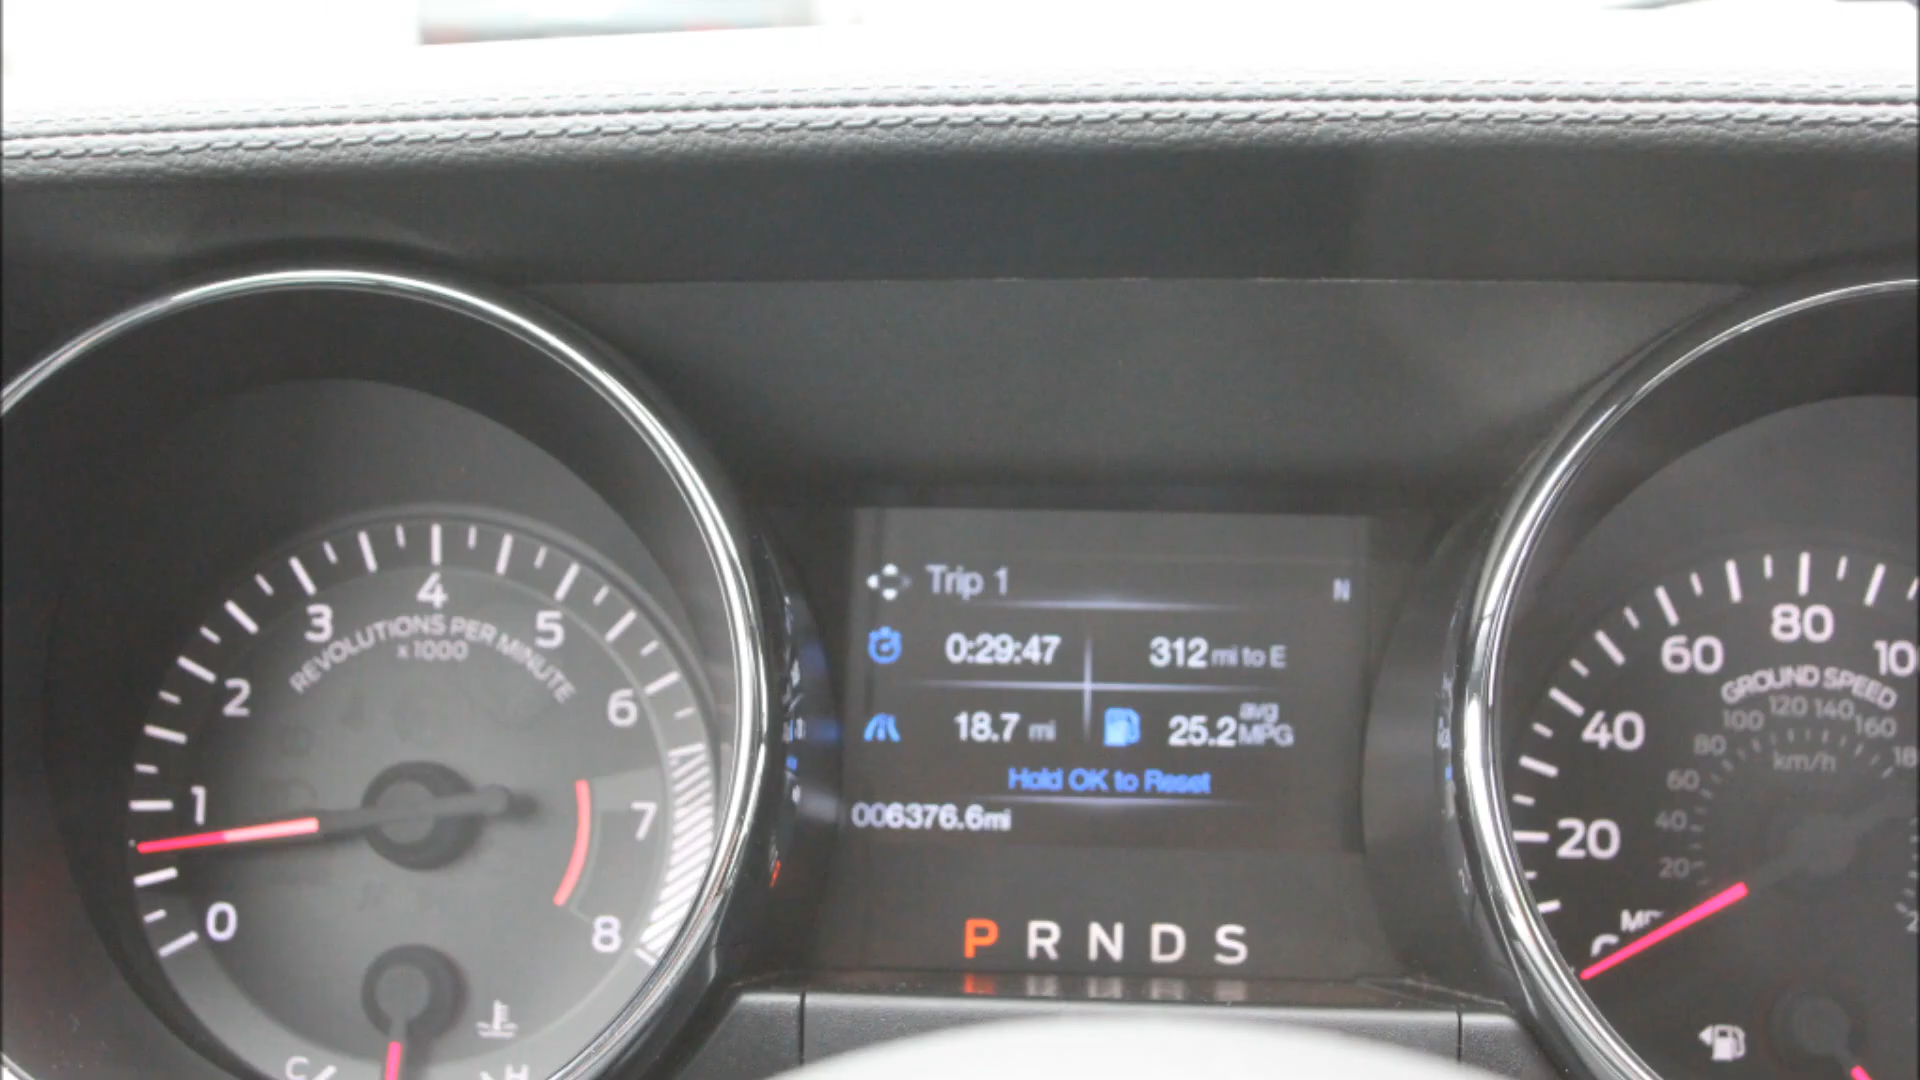 Trip 1 N
0:29:47 312 mi to E
18.7 mi 25.2 avg MPG
Hold OK to Reset
006376.6mi
P R N D S
0 1 2 3 4 5 6 7 8
REVOLUTIONS PER MINUTE
x1000
C H
20 40 60 80
GROUND SPEED
20 40 60 80 100 120 140 160
km/h